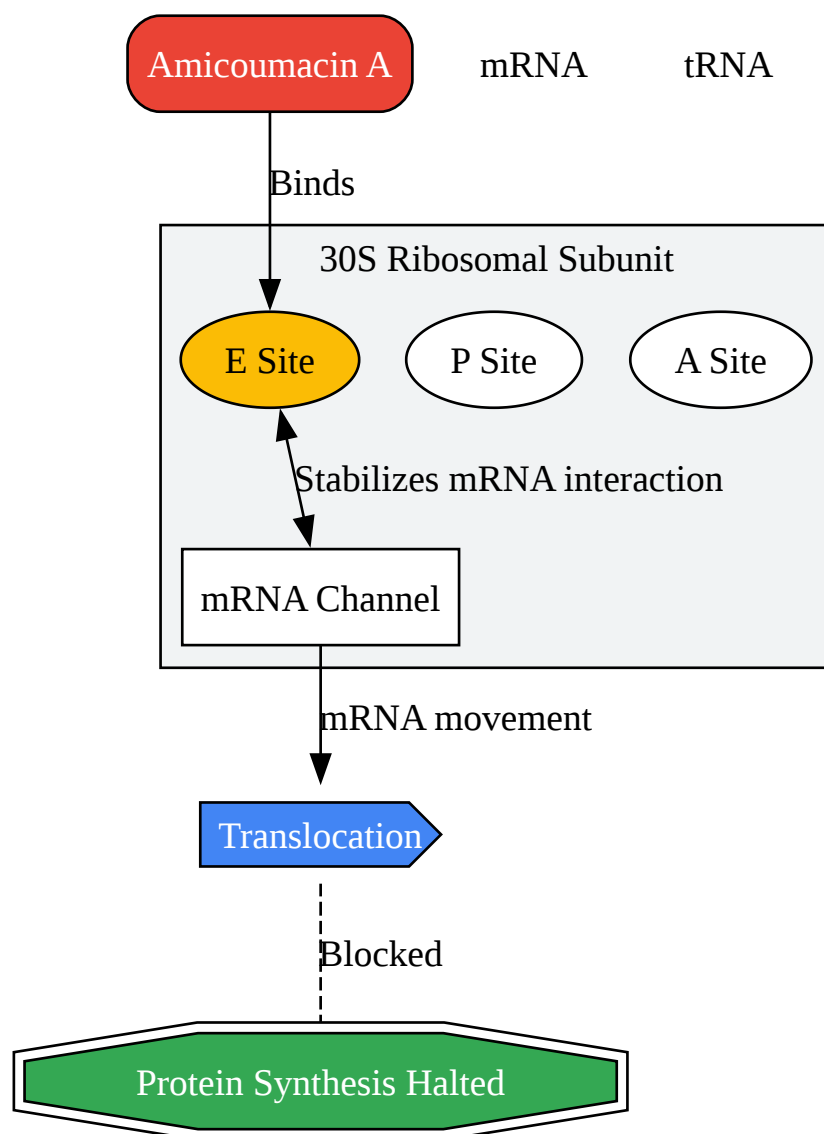 Amicoumacin A
mRNA
tRNA
Binds
30S Ribosomal Subunit
E Site
P Site
A Site
Stabilizes mRNA interaction
mRNA Channel
mRNA movement
Translocation
Blocked
Protein Synthesis Halted